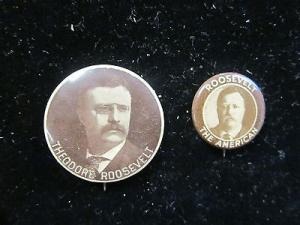 THEODORE ROOSEVELT
ROOSEVELT
THE AMERICAN